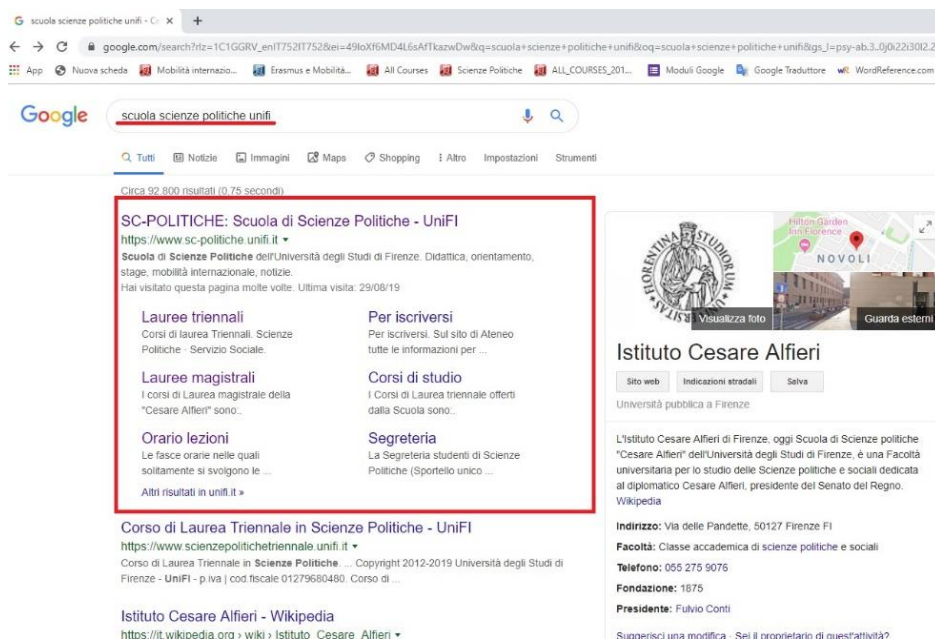 scuola scienze politiche unifi - Ce
google.com/search?rlz=1C1GGRV_enIT752IT752&ei=49IoXf6MD4L6sAfTkazwDw&q=scuola+scienze+politiche+unifi&oq=scuola+scienze+politiche+unifi&gs_l=psy-ab.3..0j0i22i30l2.2
App Nuova scheda Mobilità internazio... Erasmus e Mobilità... All Courses Scienze Politiche ALL_COURSES_201... Moduli Google Google Traduttore WordReference.com
Google
scuola scienze politiche unifi
Tutti Notizie Immagini Maps Shopping Altro Impostazioni Strumenti
Circa 92.800 risultati (0,75 secondi)
SC-POLITICHE: Scuola di Scienze Politiche - UniFI
https://www.sc-politiche.unifi.it
Scuola di Scienze Politiche dell'Università degli Studi di Firenze. Didattica, orientamento,
stage, mobilità internazionale, notizie.
Hai visitato questa pagina molte volte. Ultima visita: 29/08/19
Lauree triennali
Corsi di laurea Triennali. Scienze
Politiche · Servizio Sociale.
Per iscriversi
Per iscriversi. Sul sito di Ateneo
tutte le informazioni per ...
Lauree magistrali
I corsi di Laurea magistrale della
"Cesare Alfieri" sono:.
Corsi di studio
I Corsi di Laurea triennale offerti
dalla Scuola sono:.
Orario lezioni
Le fasce orarie nelle quali
solitamente si svolgono le ...
Segreteria
La Segreteria studenti di Scienze
Politiche (Sportello unico ...
Altri risultati in unifi.it »
Corso di Laurea Triennale in Scienze Politiche - UniFI
https://www.scienzepolitichetriennale.unifi.it
Corso di Laurea Triennale in Scienze Politiche. ... Copyright 2012-2019 Università degli Studi di
Firenze - UniFI - p.iva | cod.fiscale 01279680480. Corso di ...
Istituto Cesare Alfieri - Wikipedia
https://it.wikipedia.org › wiki › Istituto_Cesare_Alfieri
FLORENTINA STUDIORUM
Visualizza foto
Hilton Garden
Inn Florence
NOVOLI
Guarda esterni
Istituto Cesare Alfieri
Sito web Indicazioni stradali Salva
Università pubblica a Firenze
L'Istituto Cesare Alfieri di Firenze, oggi Scuola di Scienze politiche
"Cesare Alfieri" dell'Università degli Studi di Firenze, è una Facoltà
universitaria per lo studio delle Scienze politiche e sociali dedicata
al diplomatico Cesare Alfieri, presidente del Senato del Regno.
Wikipedia
Indirizzo: Via delle Pandette, 50127 Firenze FI
Facoltà: Classe accademica di scienze politiche e sociali
Telefono: 055 275 9076
Fondazione: 1875
Presidente: Fulvio Conti
Suggerisci una modifica · Sei il proprietario di quest'attività?